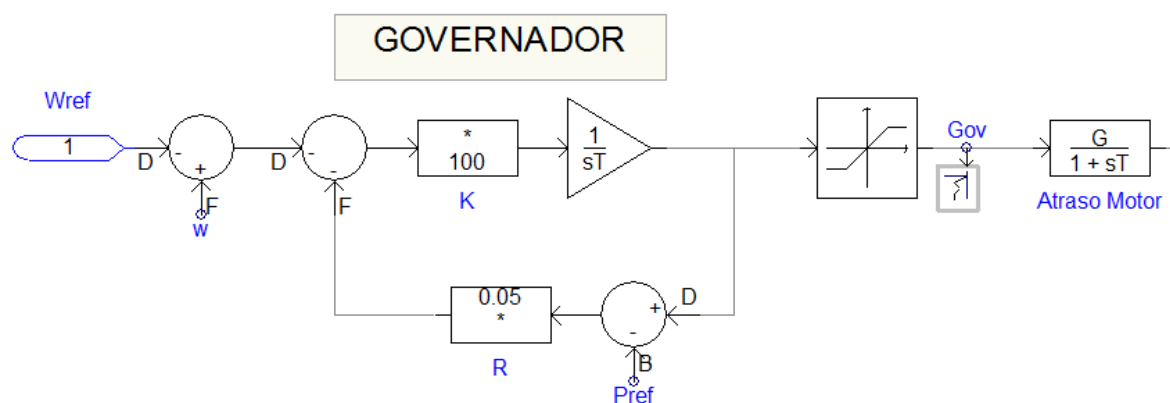 GOVERNADOR
Wref
1
D
-
+
F
w
D
-
-
F
*
100
K
1
sT
Gov
G
1 + sT
Atraso Motor
0.05
*
R
+
D
-
B
Pref